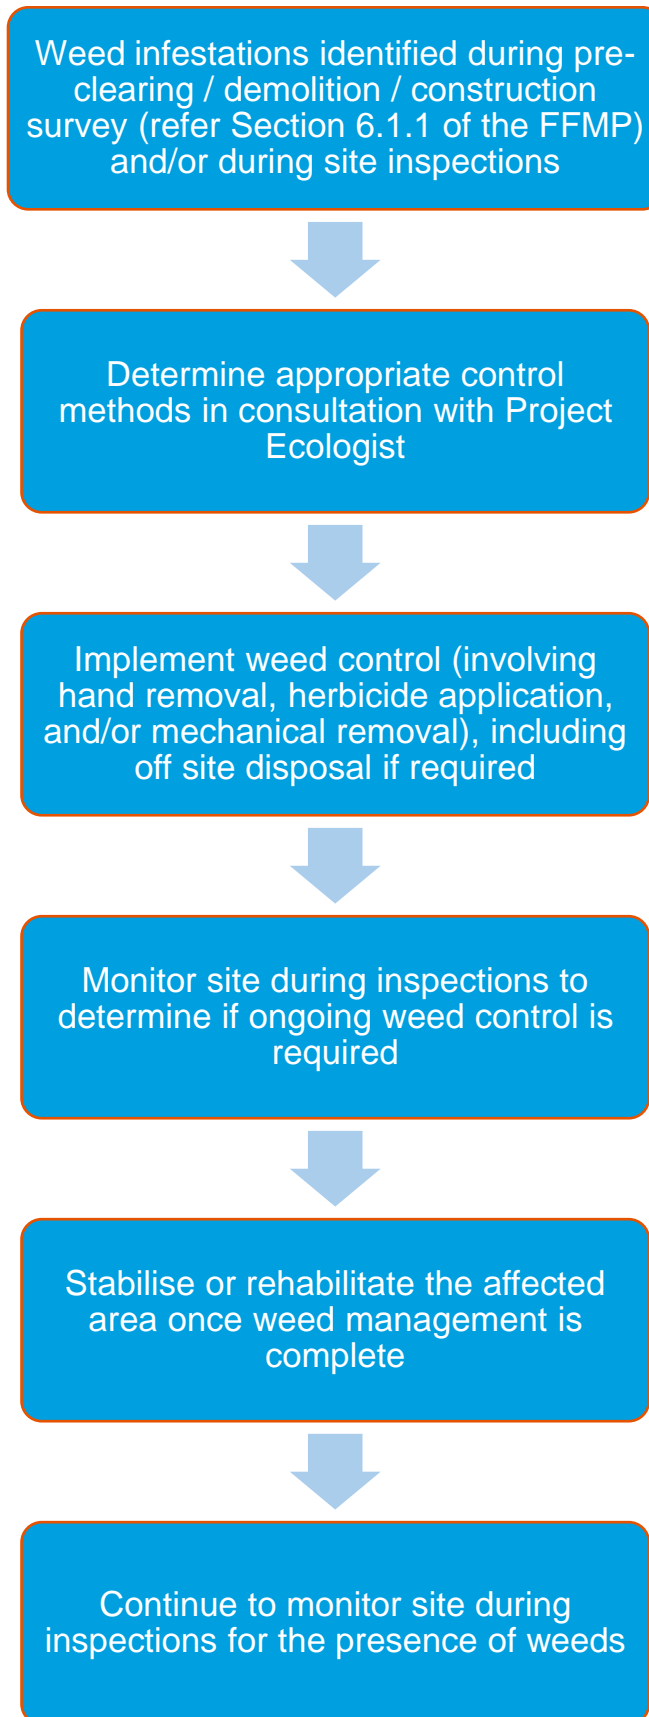 Weed infestations identified during pre-
clearing / demolition / construction
survey (refer Section 6.1.1 of the FFMP)
and/or during site inspections
Determine appropriate control
methods in consultation with Project
Ecologist
Implement weed control (involving
hand removal, herbicide application,
and/or mechanical removal), including
off site disposal if required
Monitor site during inspections to
determine if ongoing weed control is
required
Stabilise or rehabilitate the affected
area once weed management is
complete
Continue to monitor site during
inspections for the presence of weeds